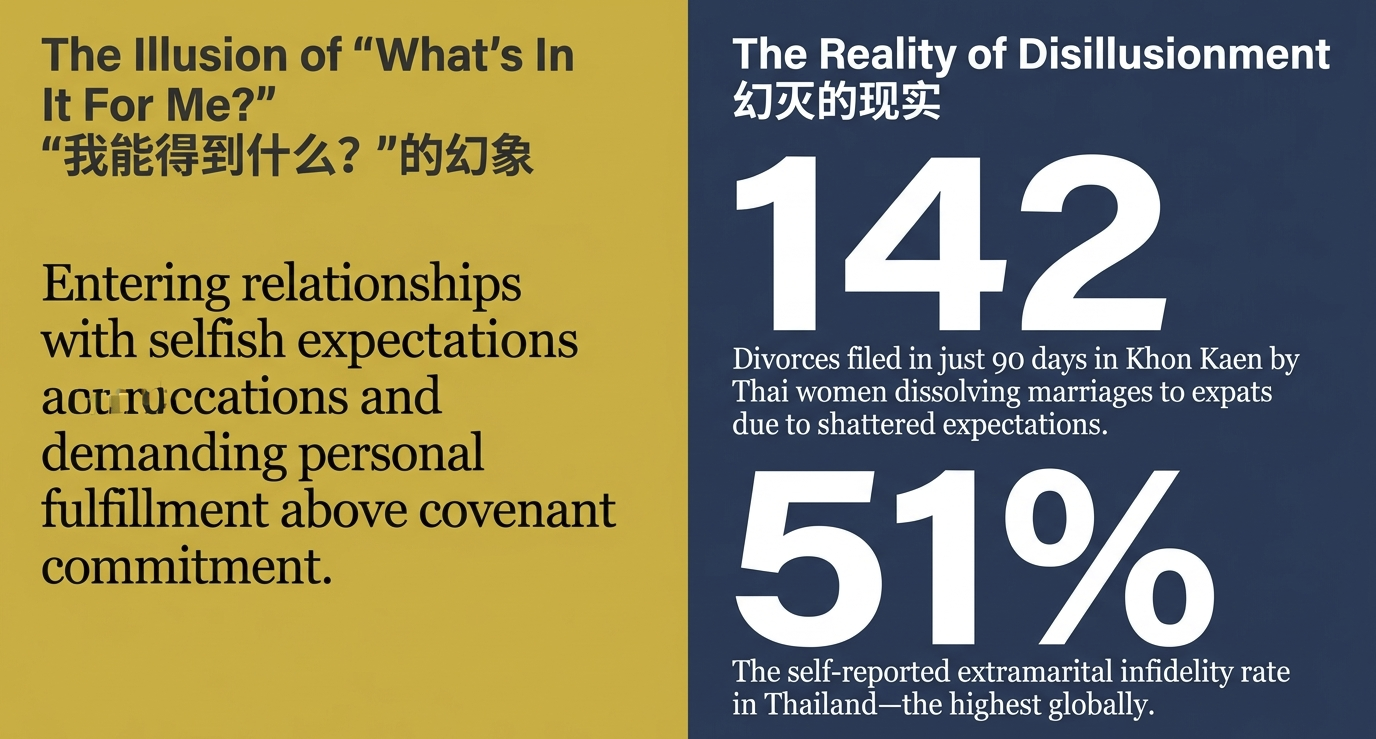 The Illusion of “What’s In
It For Me?”
“我能得到什么？”的幻象
Entering relationships
with selfish expectations
and
demanding personal
fulfillment above covenant
commitment.
The Reality of Disillusionment
幻灭的现实
142
Divorces filed in just 90 days in Khon Kaen by
Thai women dissolving marriages to expats
due to shattered expectations.
51%
The self-reported extramarital infidelity rate
in Thailand—the highest globally.